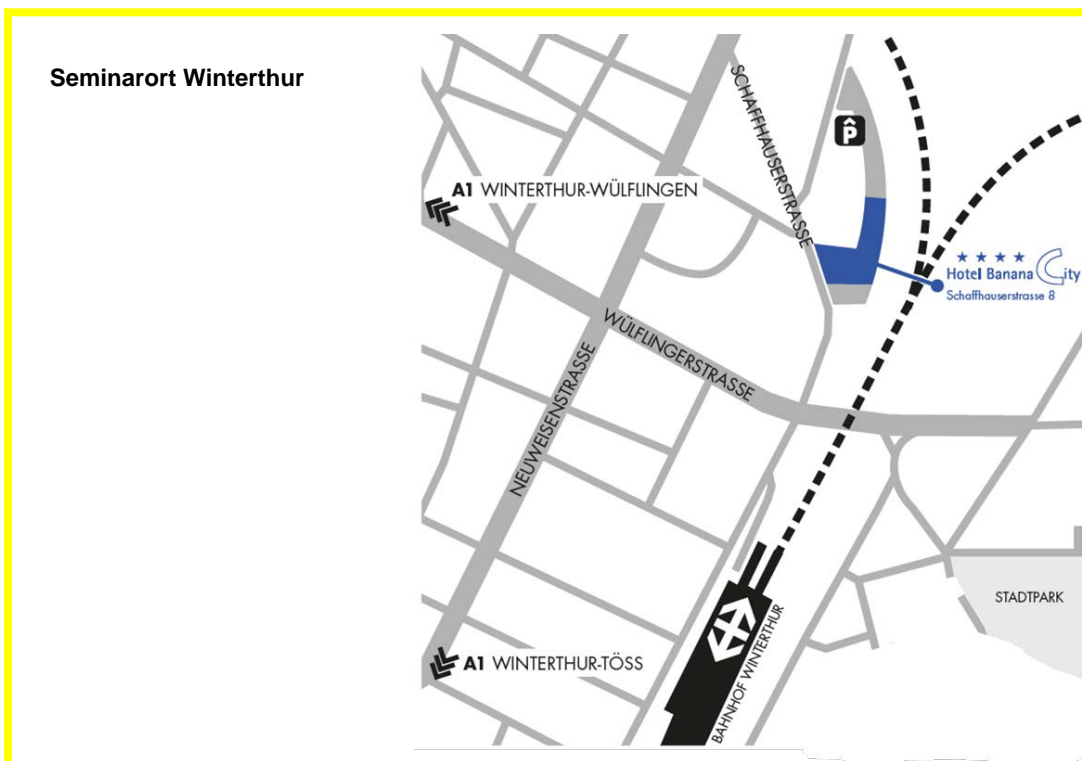 Seminarort Winterthur
SCHAFFHAUSERSTRASSE
P
A1 WINTERTHUR-WÜLFLINGEN
Hotel Banana City
Schaffhauserstrasse 8
WÜLFLINGERSTRASSE
NEUWEISENSTRASSE
STADTPARK
BAHNHOF WINTERTHUR
A1 WINTERTHUR-TÖSS